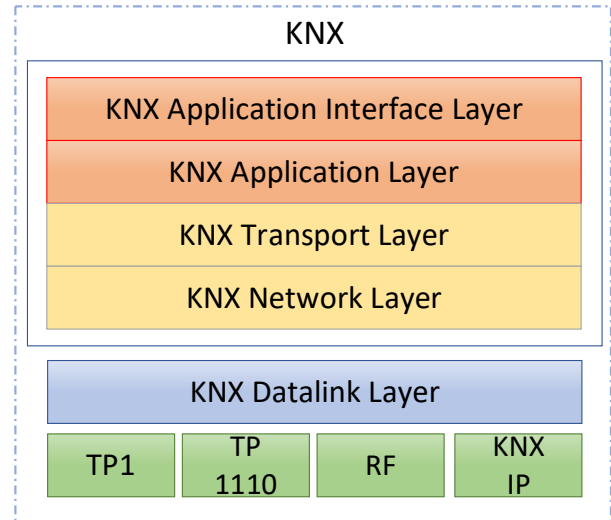 KNX
KNX Application Interface Layer
KNX Application Layer
KNX Transport Layer
KNX Network Layer
KNX Datalink Layer
TP1
TP
1110
RF
KNX
IP